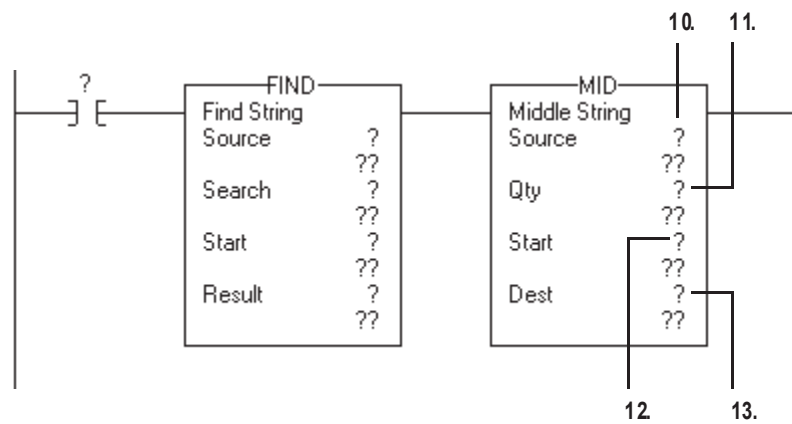 10. 11.
?
FIND MID
Find String Middle String
Source ? Source ?
?? ??
Search ? Qty ?
?? ??
Start ? Start ?
?? ??
Result ? Dest ?
?? ??
12. 13.